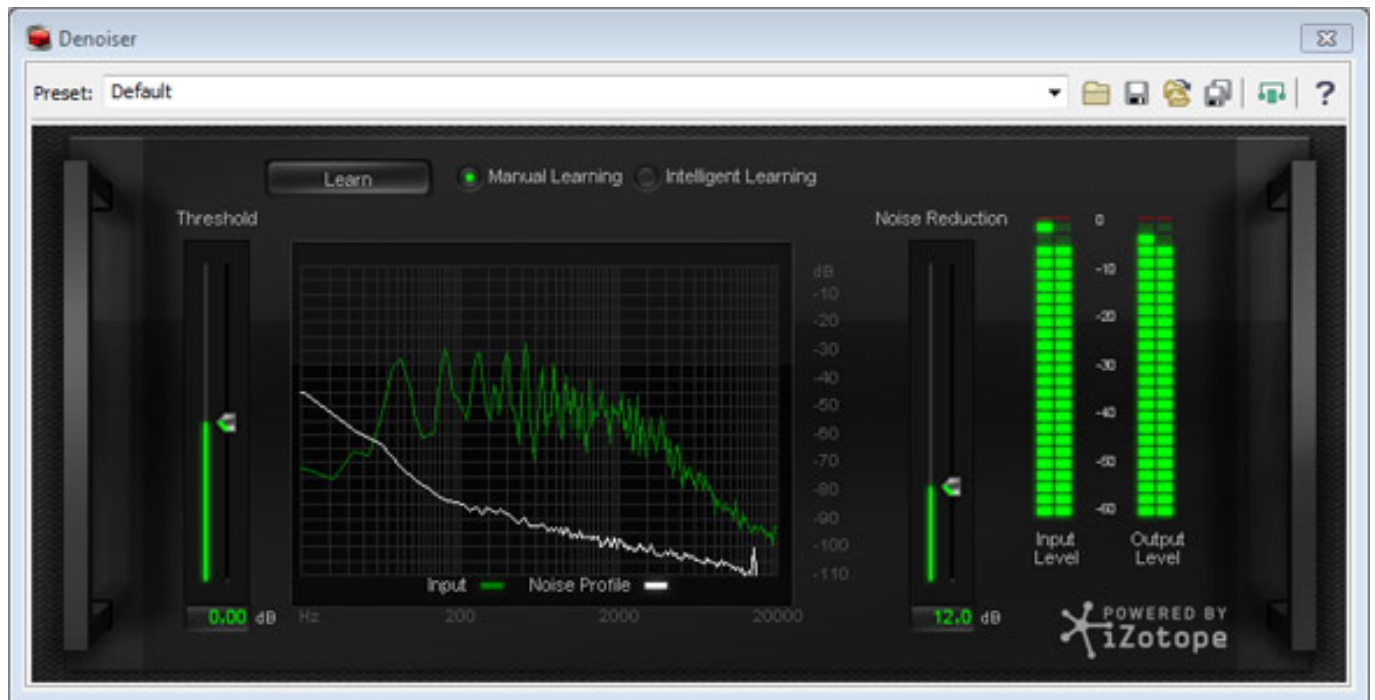 Denoiser
Preset: Default
?
Learn Manual Learning Intelligent Learning
Threshold Noise Reduction
0
dB
-10
-10
-20
-20
-30
-30
-40
-40
-50
-50
-60
-70
-80
-90
-60
-100
-110
Input Noise Profile
Input Level
Output Level
0.00 dB
Hz 200 2000 20000
12.0 dB
POWERED BY
iZotope